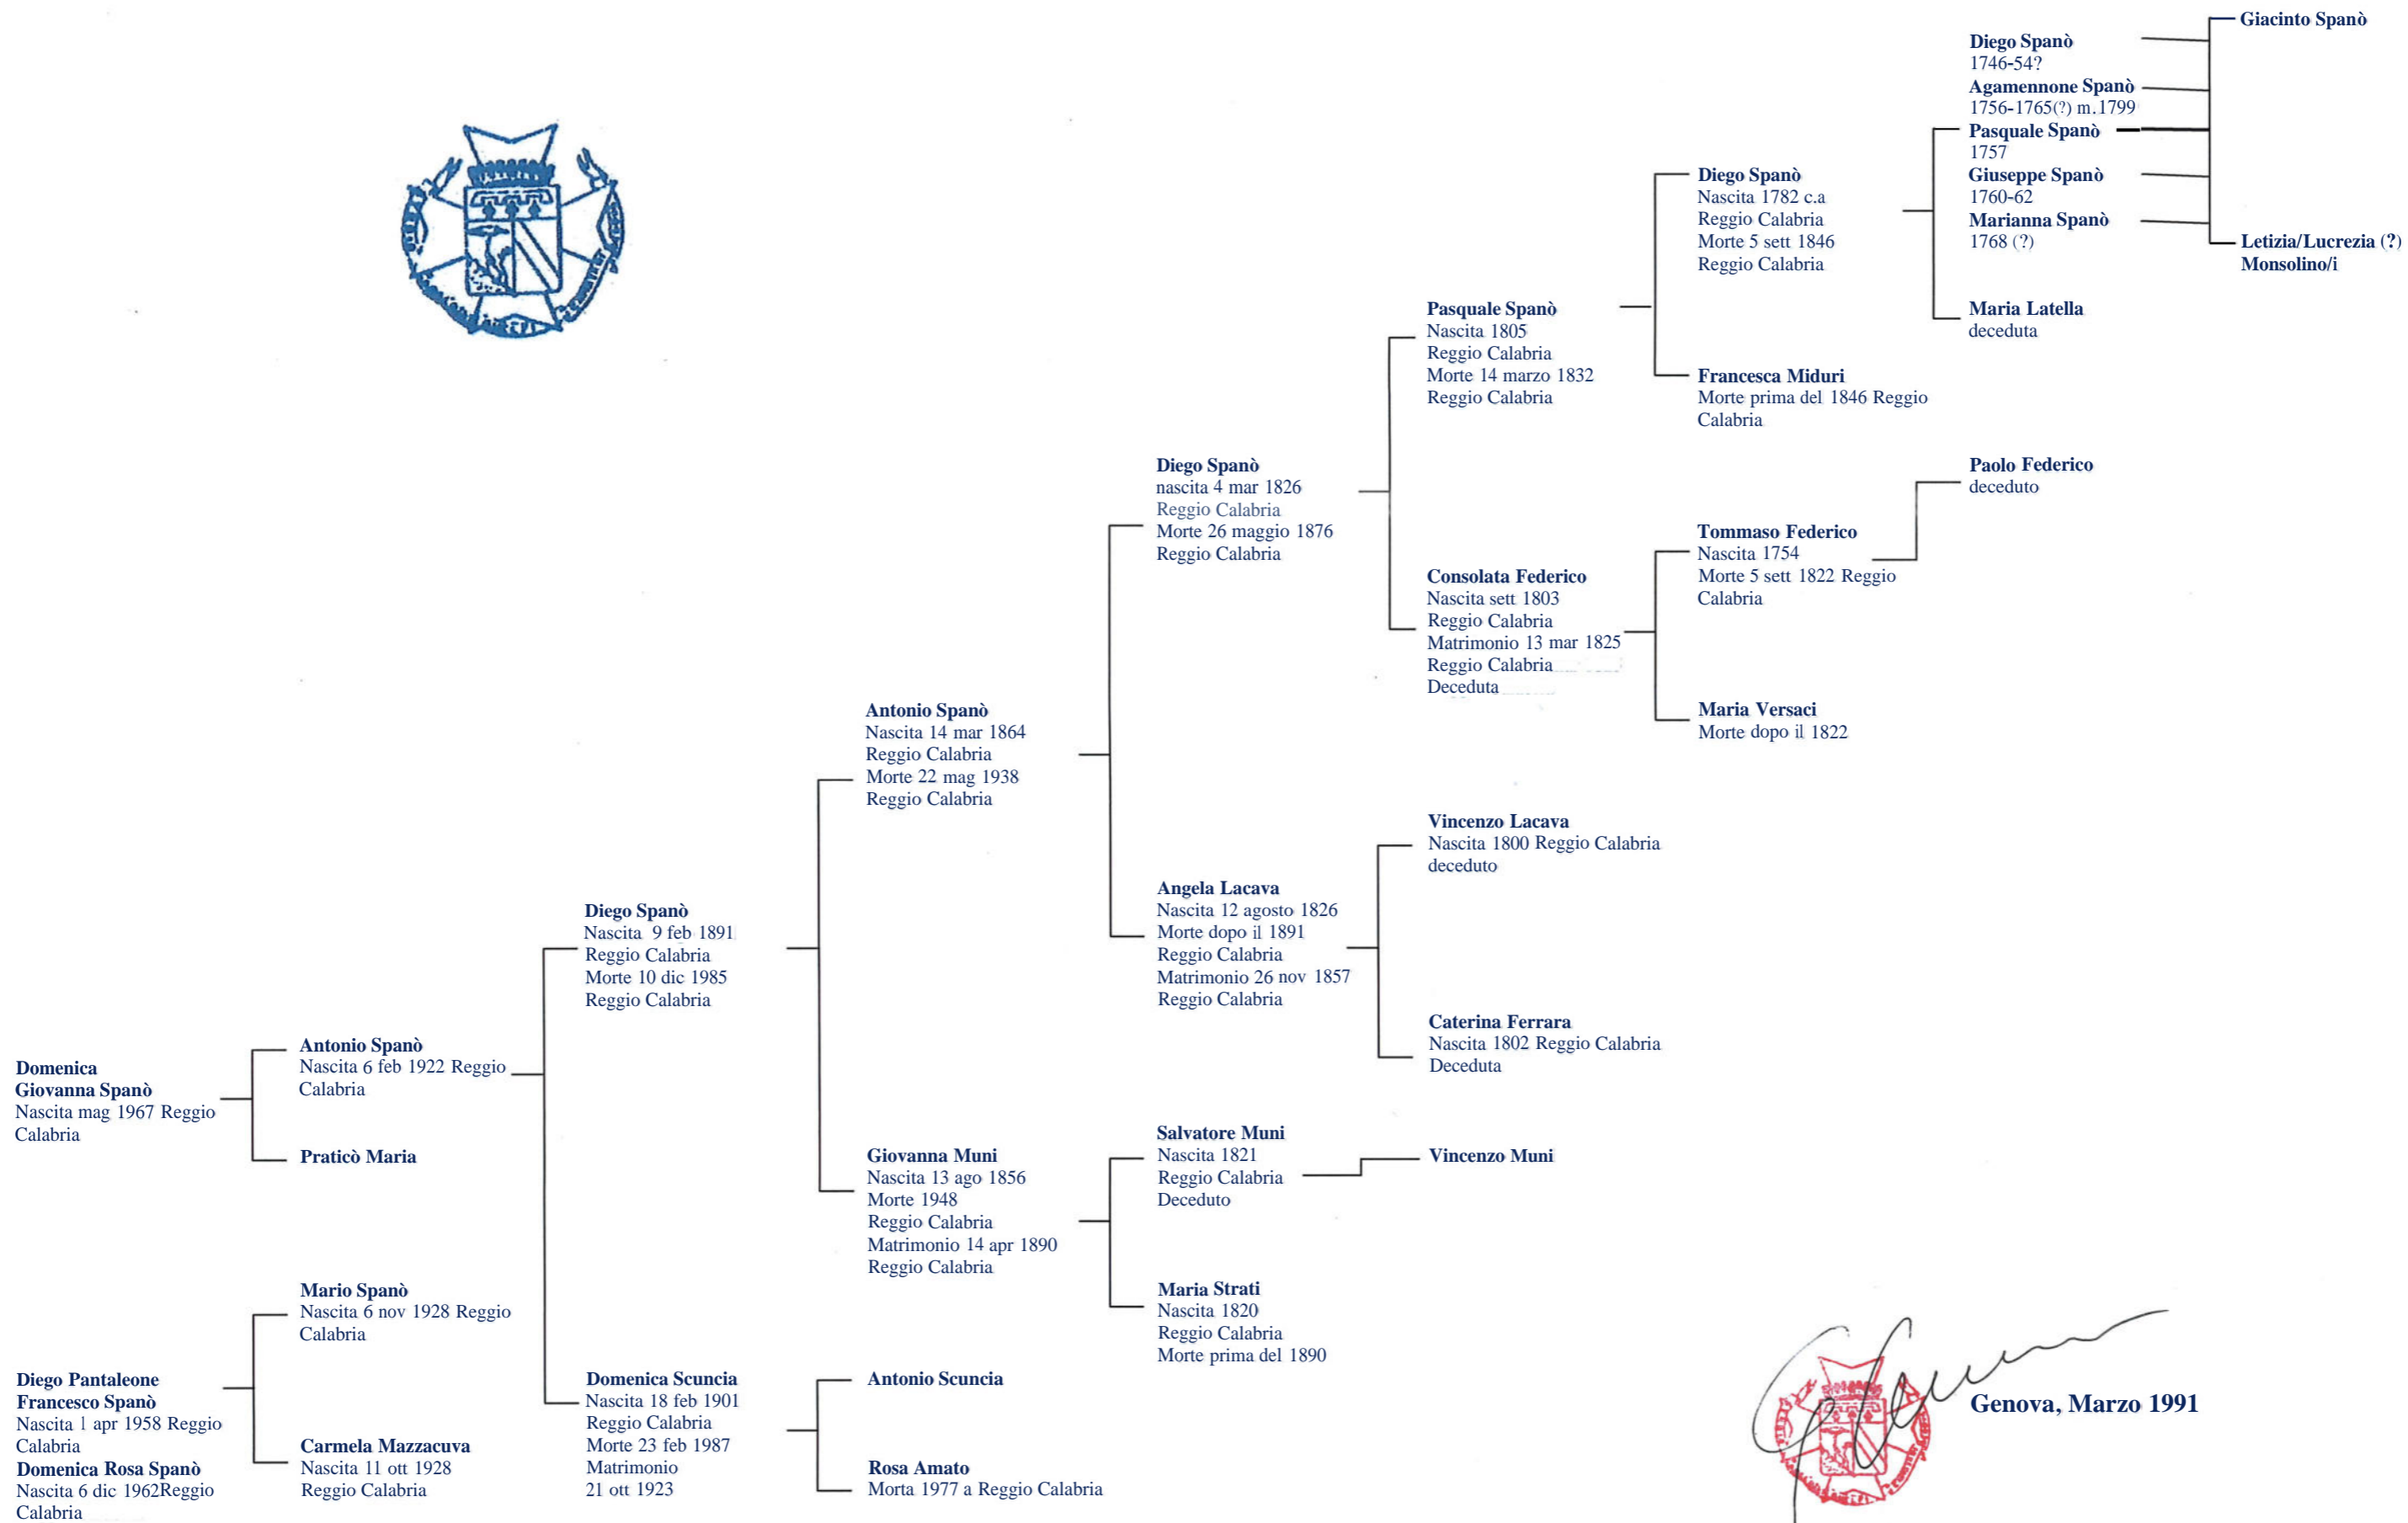 Giacinto Spanò
Diego Spanò
1746-54?
Agamennone Spanò
1756-1765(?) m.1799
Pasquale Spanò
1757
Giuseppe Spanò
1760-62
Marianna Spanò
1768 (?)
Letizia/Lucrezia (?)
Monsolino/i
Maria Latella
deceduta
Diego Spanò
Nascita 1782 c.a
Reggio Calabria
Morte 5 sett 1846
Reggio Calabria
Francesca Miduri
Morte prima del 1846 Reggio
Calabria
Pasquale Spanò
Nascita 1805
Reggio Calabria
Morte 14 marzo 1832
Reggio Calabria
Paolo Federico
deceduto
Tommaso Federico
Nascita 1754
Morte 5 sett 1822 Reggio
Calabria
Maria Versaci
Morte dopo il 1822
Consolata Federico
Nascita sett 1803
Reggio Calabria
Matrimonio 13 mar 1825
Reggio Calabria
Deceduta
Diego Spanò
nascita 4 mar 1826
Reggio Calabria
Morte 26 maggio 1876
Reggio Calabria
Vincenzo Lacava
Nascita 1800 Reggio Calabria
deceduto
Angela Lacava
Nascita 12 agosto 1826
Morte dopo il 1891
Reggio Calabria
Matrimonio 26 nov 1857
Reggio Calabria
Caterina Ferrara
Nascita 1802 Reggio Calabria
Deceduta
Antonio Spanò
Nascita 14 mar 1864
Reggio Calabria
Morte 22 mag 1938
Reggio Calabria
Giovanna Muni
Nascita 13 ago 1856
Morte 1948
Reggio Calabria
Matrimonio 14 apr 1890
Reggio Calabria
Salvatore Muni
Nascita 1821
Reggio Calabria
Deceduto
Vincenzo Muni
Maria Strati
Nascita 1820
Reggio Calabria
Morte prima del 1890
Diego Spanò
Nascita 9 feb 1891
Reggio Calabria
Morte 10 dic 1985
Reggio Calabria
Domenica Scuncia
Nascita 18 feb 1901
Reggio Calabria
Morte 23 feb 1987
Matrimonio
21 ott 1923
Antonio Scuncia
Rosa Amato
Morta 1977 a Reggio Calabria
Antonio Spanò
Nascita 6 feb 1922 Reggio
Calabria
Praticò Maria
Domenica
Giovanna Spanò
Nascita mag 1967 Reggio
Calabria
Mario Spanò
Nascita 6 nov 1928 Reggio
Calabria
Carmela Mazzacuva
Nascita 11 ott 1928
Reggio Calabria
Diego Pantaleone
Francesco Spanò
Nascita 1 apr 1958 Reggio
Calabria
Domenica Rosa Spanò
Nascita 6 dic 1962Reggio
Calabria
Genova, Marzo 1991